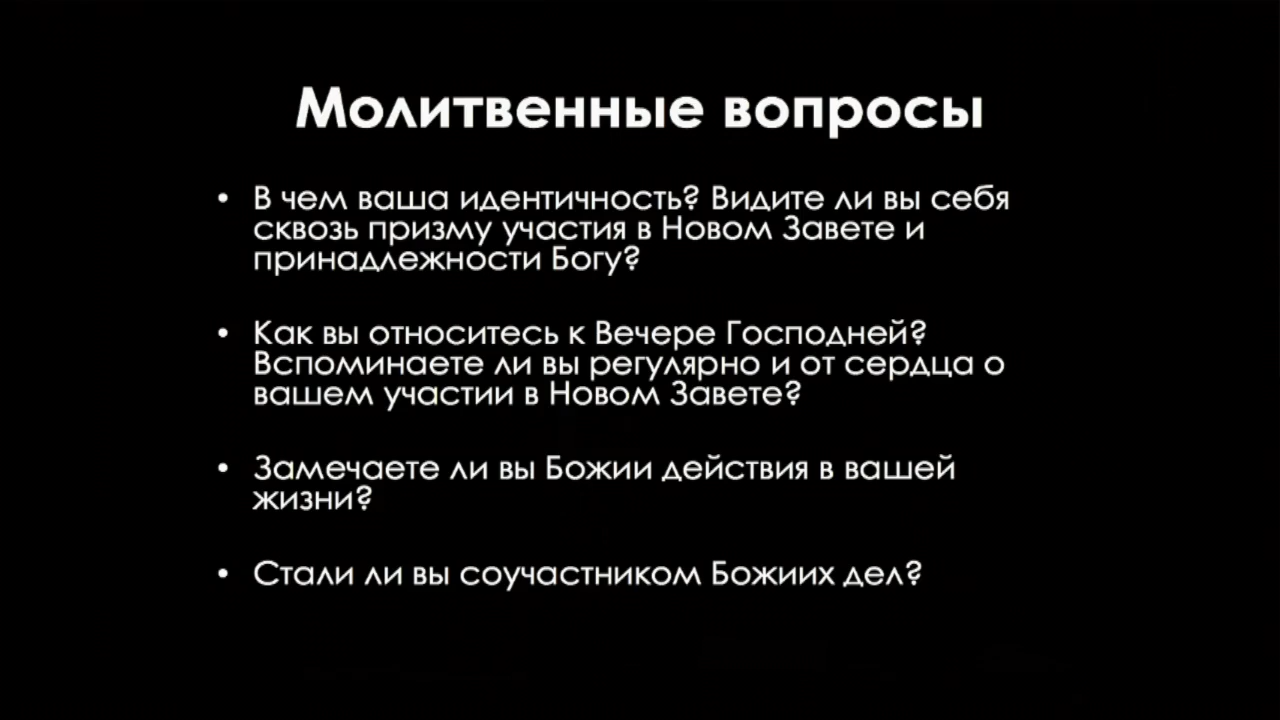 Молитвенные вопросы
• В чем ваша идентичность? Видите ли вы себя
сквозь призму участия в Новом Завете и
принадлежности Богу?
• Как вы относитесь к Вечере Господней?
Вспоминаете ли вы регулярно и от сердца о
вашем участии в Новом Завете?
• Замечаете ли вы Божии действия в вашей
жизни?
• Стали ли вы соучастником Божиих дел?